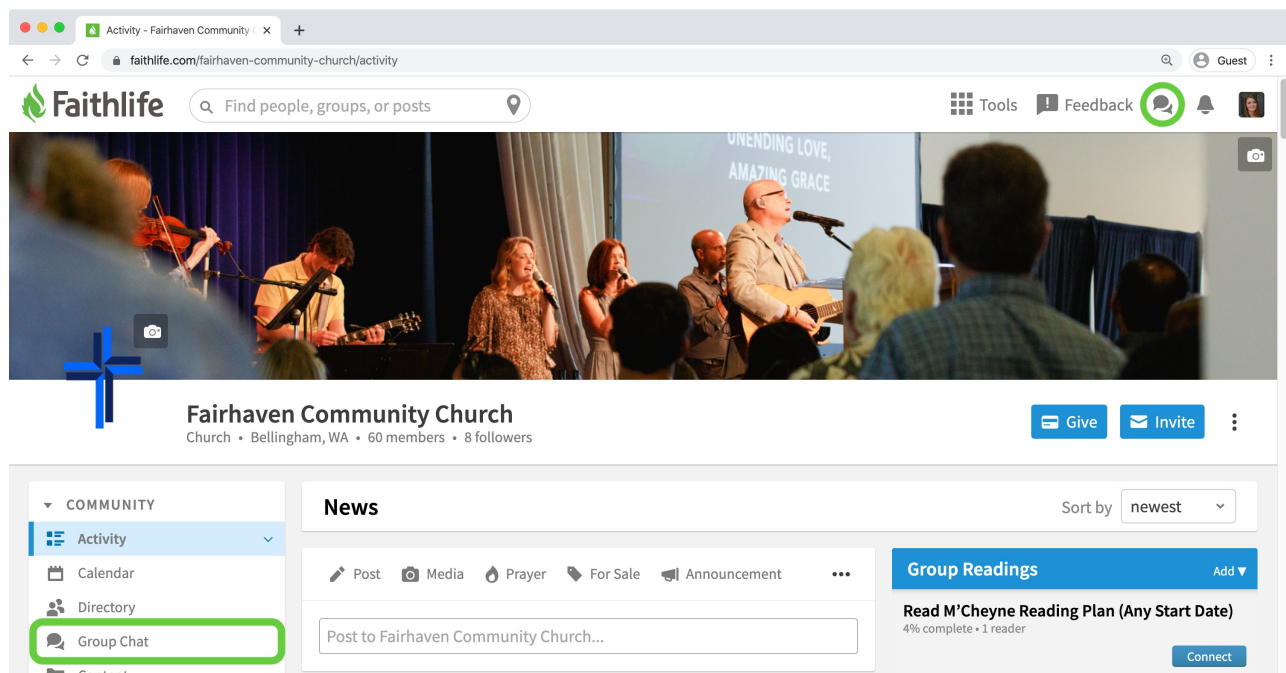 Activity - Fairhaven Community
faithlife.com/fairhaven-community-church/activity
Guest
Faithlife
Find people, groups, or posts
Tools
Feedback
UNENDING LOVE,
AMAZING GRACE
Fairhaven Community Church
Church • Bellingham, WA • 60 members • 8 followers
Give
Invite
COMMUNITY
Activity
Calendar
Directory
Group Chat
News
Sort by newest
Post
Media
Prayer
For Sale
Announcement
Post to Fairhaven Community Church...
Group Readings
Add ▼
Read M'Cheyne Reading Plan (Any Start Date)
4% complete • 1 reader
Connect